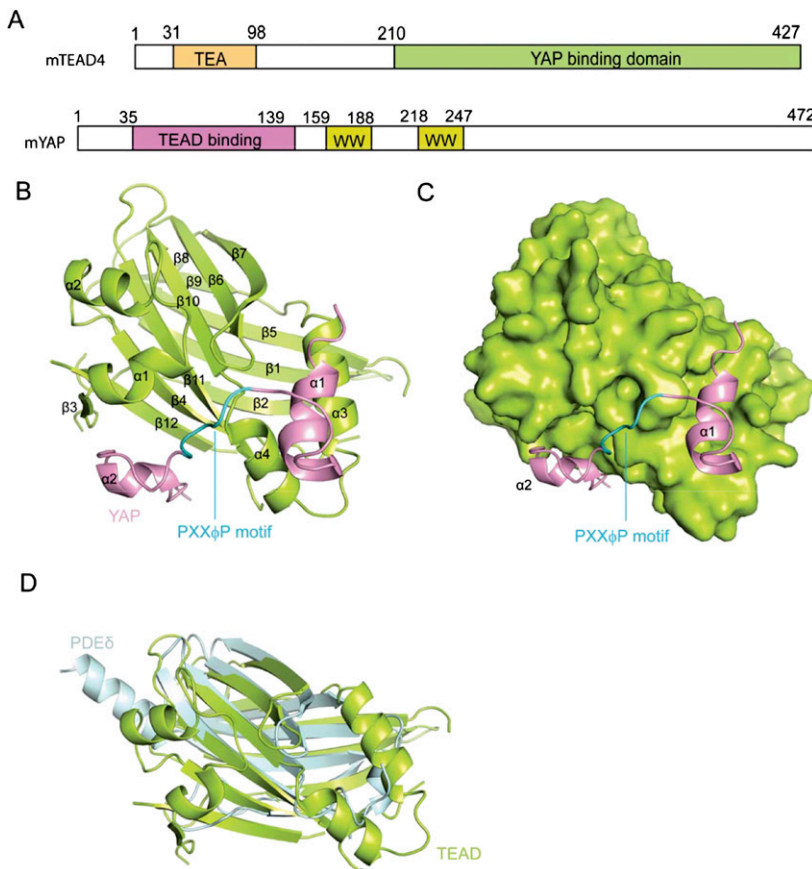 A
1 31 98 210 427
mTEAD4 TEA YAP binding domain
1 35 139 159 188 218 247 472
mYAP TEAD binding WW WW
B
C
β8 β7
α2 β9 β6
β10
β5
α1 β11 β1 α1
β3 β4 β2 α3
β12
α4
α2
YAP
PXXϕP motif
α1
α2
PXXϕP motif
D
PDEδ
TEAD